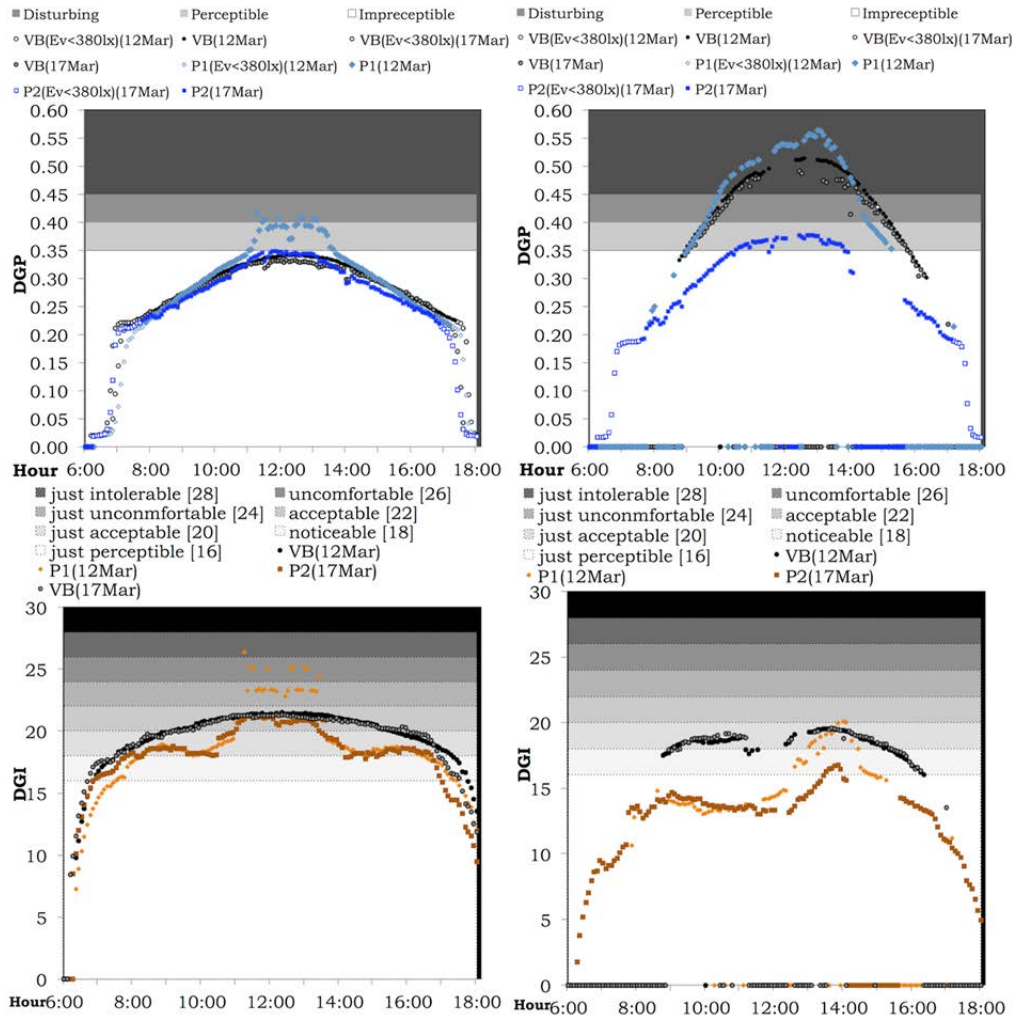 Disturbing Perceptible Impreceptible
VB(Ev<380lx)(12Mar) VB(12Mar) VB(Ev<380lx)(17Mar)
VB(17Mar) P1(Ev<380lx)(12Mar) P1(12Mar)
P2(Ev<380lx)(17Mar) P2(17Mar)
0.60
0.55
0.50
0.45
0.40
0.35
0.30
0.25
0.20
0.15
0.10
0.05
0.00
DGP
Hour
6:00 8:00 10:00 12:00 14:00 16:00 18:00
Disturbing Perceptible Impreceptible
VB(Ev<380lx)(12Mar) VB(12Mar) VB(Ev<380lx)(17Mar)
VB(17Mar) P1(Ev<380lx)(12Mar) P1(12Mar)
P2(Ev<380lx)(17Mar) P2(17Mar)
0.60
0.55
0.50
0.45
0.40
0.35
0.30
0.25
0.20
0.15
0.10
0.05
0.00
DGP
Hour
6:00 8:00 10:00 12:00 14:00 16:00 18:00
just intolerable [28] uncomfortable [26]
just unconmfortable [24] acceptable [22]
just acceptable [20] noticeable [18]
just perceptible [16] VB(12Mar)
P1(12Mar) P2(17Mar)
VB(17Mar)
30
25
20
15
10
5
0
DGI
Hour
6:00 8:00 10:00 12:00 14:00 16:00 18:00
just intolerable [28] uncomfortable [26]
just unconmfortable [24] acceptable [22]
just acceptable [20] noticeable [18]
just perceptible [16] VB(12Mar)
P1(12Mar) P2(17Mar)
30
25
20
15
10
5
0
DGI
Hour
6:00 8:00 10:00 12:00 14:00 16:00 18:00